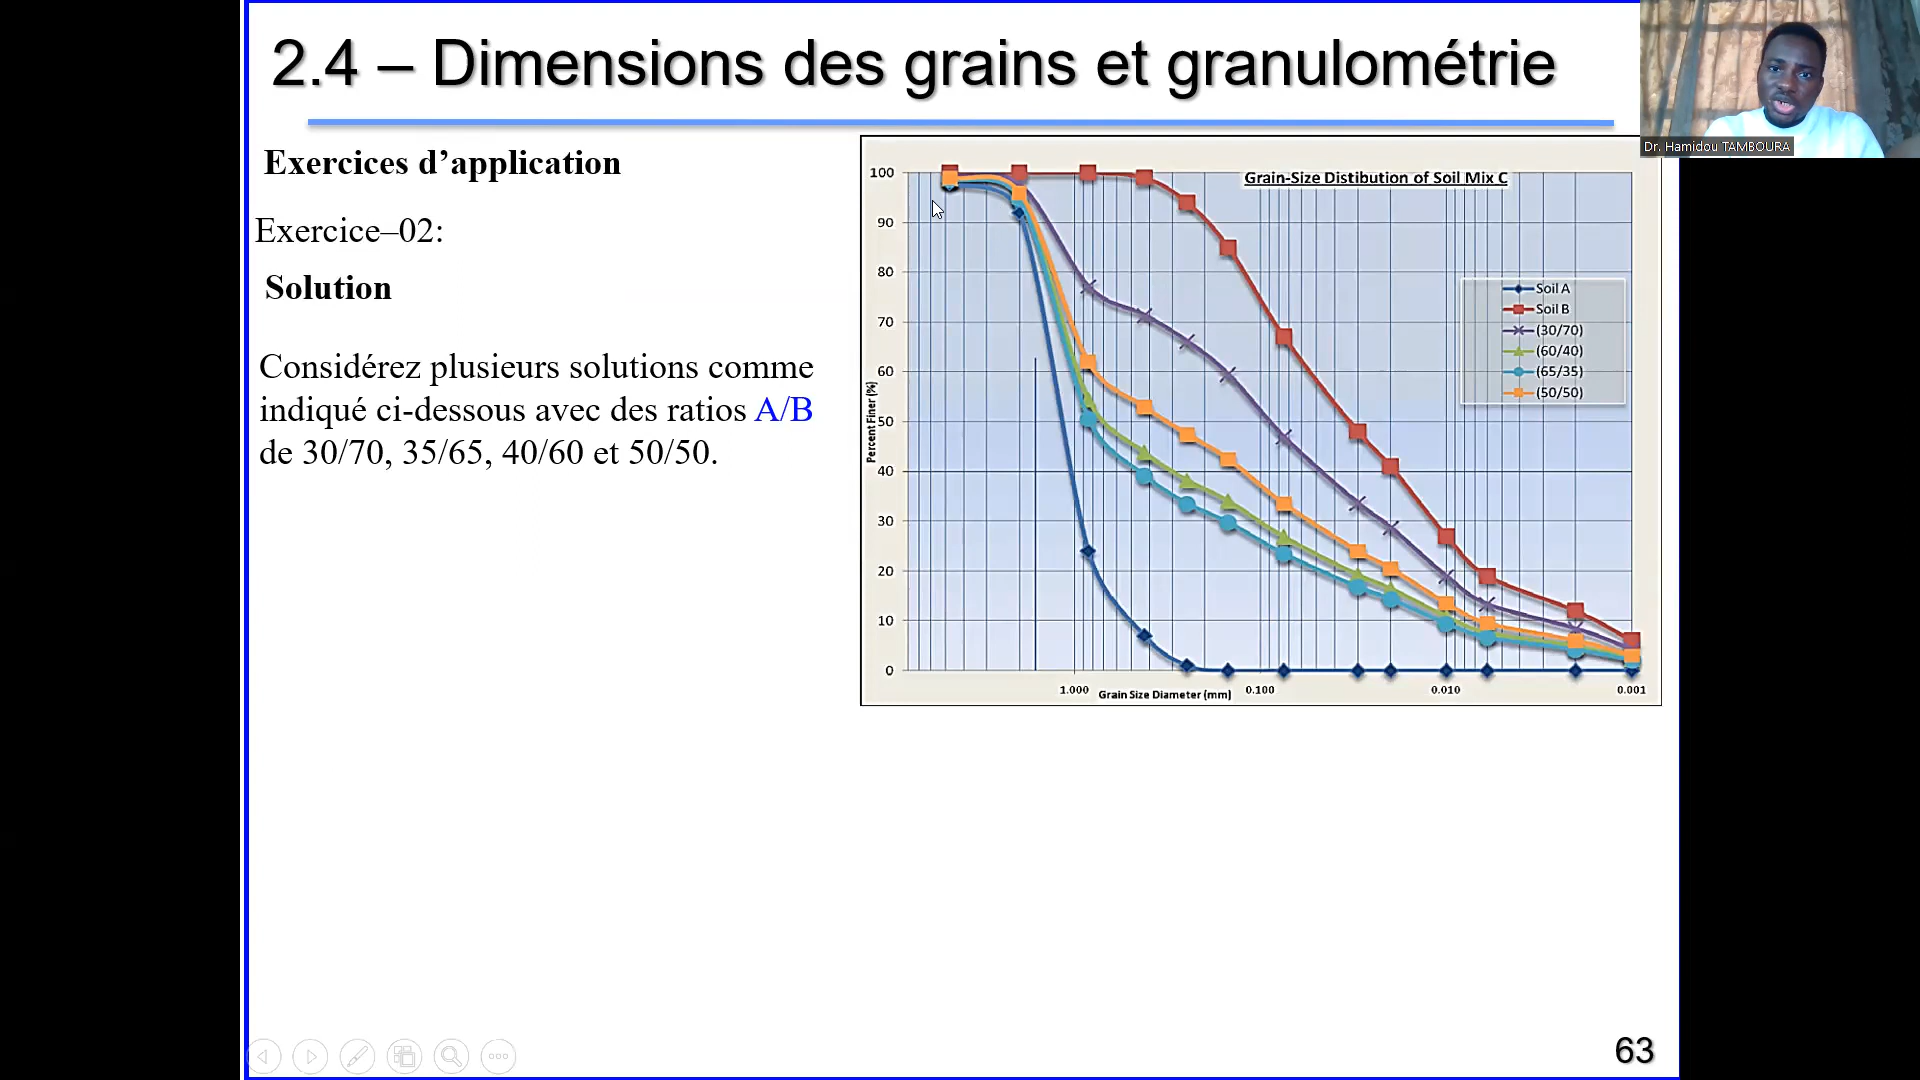 2.4 – Dimensions des grains et granulométrie
Dr. Hamidou TAMBOURA
Exercices d’application
Exercice–02:
Solution
Considérez plusieurs solutions comme
indiqué ci-dessous avec des ratios A/B
de 30/70, 35/65, 40/60 et 50/50.
Grain-Size Distibution of Soil Mix C
Percent Finer (%)
100
90
80
70
60
50
40
30
20
10
0
Soil A
Soil B
(30/70)
(60/40)
(65/35)
(50/50)
1.000
0.100
0.010
0.001
Grain Size Diameter (mm)
63